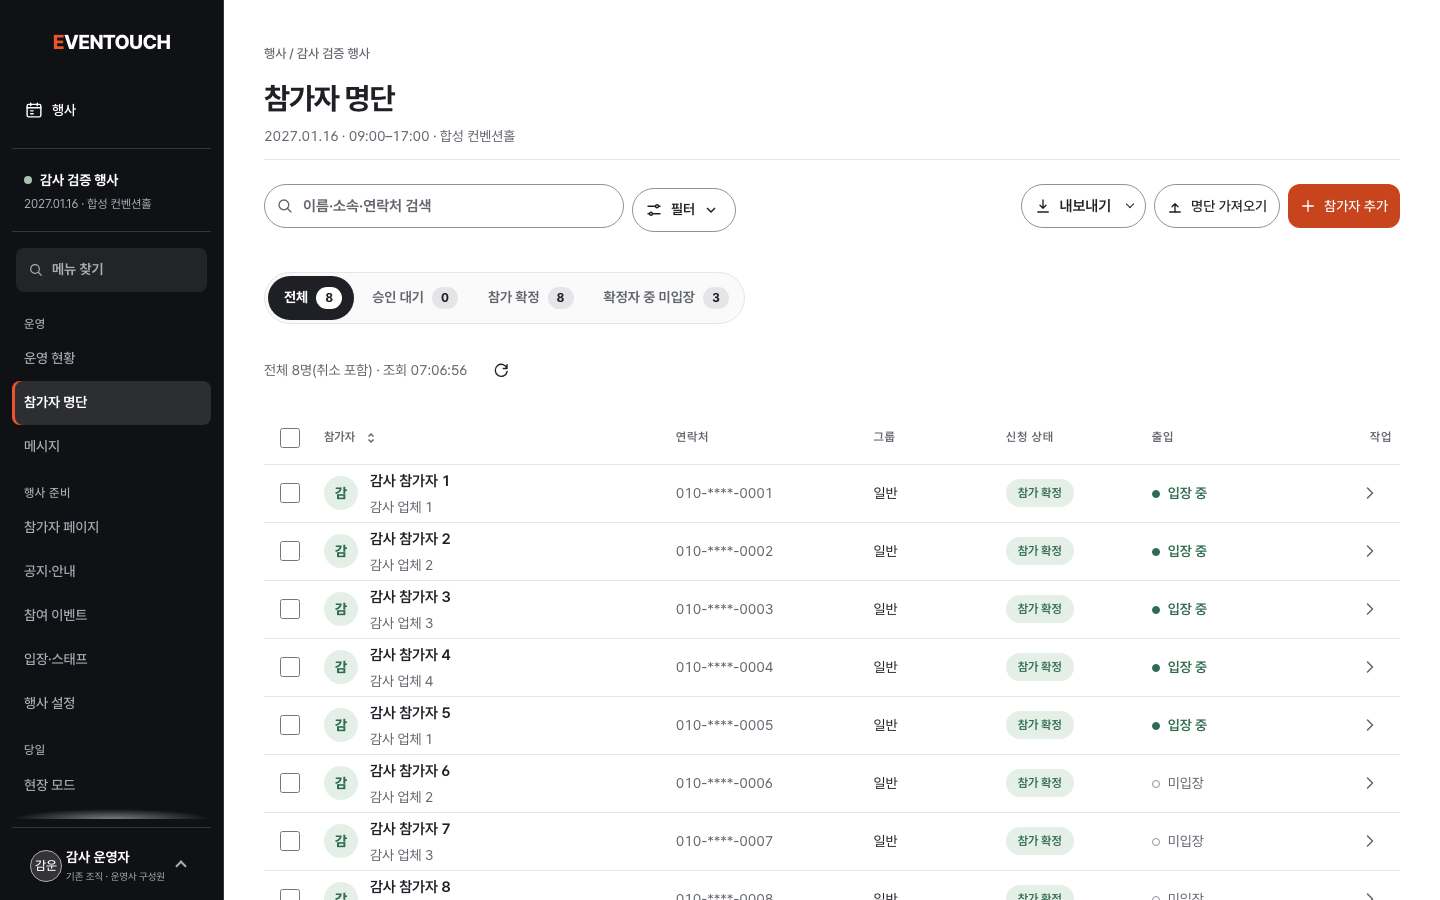 EVENTOUCH
행사
감사 검증 행사
2027.01.16 · 합성 컨벤션홀
메뉴 찾기
운영
운영 현황
참가자 명단
메시지
행사 준비
참가자 페이지
공지·안내
참여 이벤트
입장·스태프
행사 설정
당일
현장 모드
감운
감사 운영자
기존 조직 · 운영사 구성원
행사 / 감사 검증 행사
참가자 명단
2027.01.16 · 09:00–17:00 · 합성 컨벤션홀
이름·소속·연락처 검색
필터
내보내기
명단 가져오기
참가자 추가
전체 8
승인 대기 0
참가 확정 8
확정자 중 미입장 3
전체 8명(취소 포함) · 조회 07:06:56
참가자 연락처 그룹 신청 상태 출입 작업
감 감사 참가자 1 010-****-0001 일반 참가 확정 입장 중
감사 업체 1
감 감사 참가자 2 010-****-0002 일반 참가 확정 입장 중
감사 업체 2
감 감사 참가자 3 010-****-0003 일반 참가 확정 입장 중
감사 업체 3
감 감사 참가자 4 010-****-0004 일반 참가 확정 입장 중
감사 업체 4
감 감사 참가자 5 010-****-0005 일반 참가 확정 입장 중
감사 업체 1
감 감사 참가자 6 010-****-0006 일반 참가 확정 미입장
감사 업체 2
감 감사 참가자 7 010-****-0007 일반 참가 확정 미입장
감사 업체 3
감 감사 참가자 8 010-****-0008 일반 참가 확정 미입장